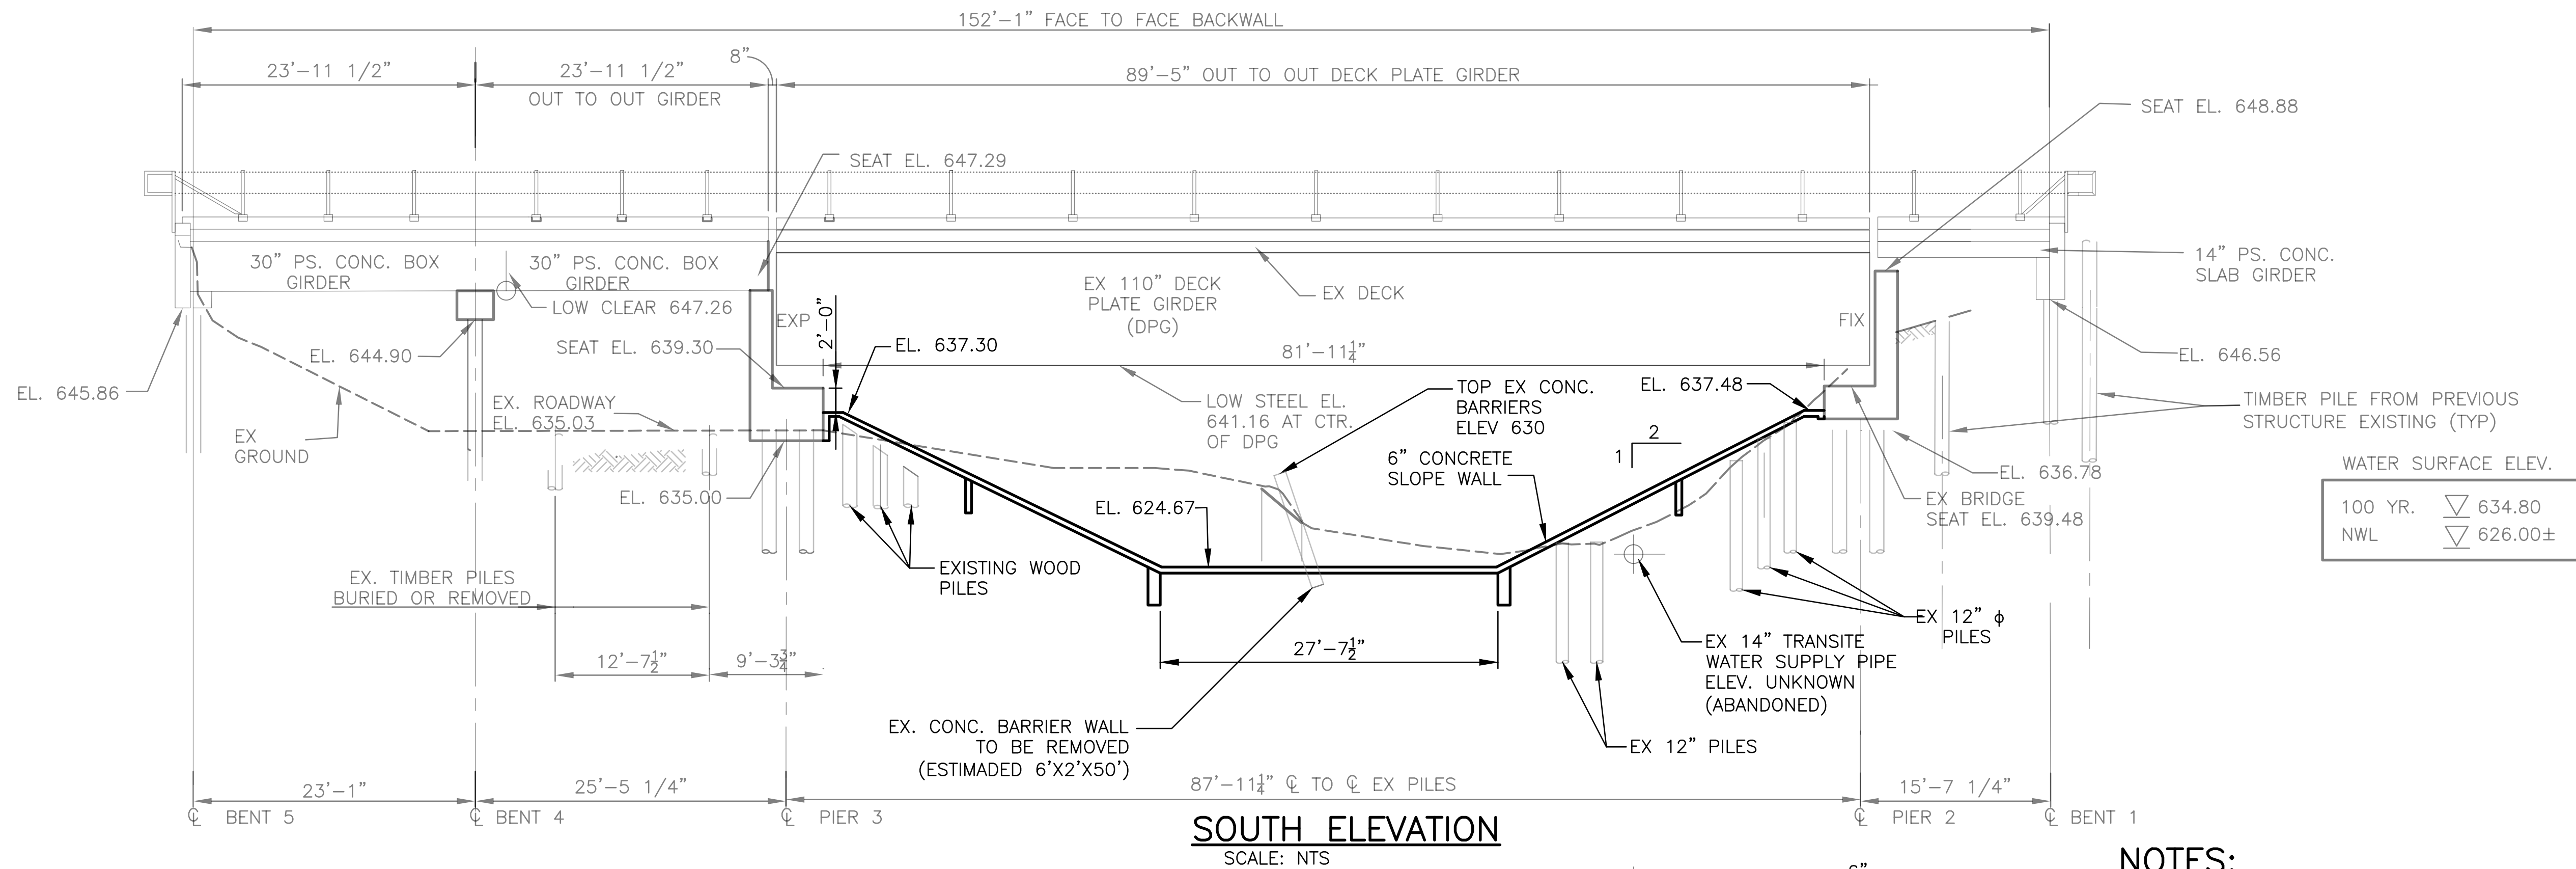 152'-1" FACE TO FACE BACKWALL
23'-11 1/2"
23'-11 1/2"
OUT TO OUT GIRDER
8"
89'-5" OUT TO OUT DECK PLATE GIRDER
SEAT EL. 648.88
SEAT EL. 647.29
30" PS. CONC. BOX
GIRDER
30" PS. CONC. BOX
GIRDER
LOW CLEAR 647.26
EX 110" DECK
PLATE GIRDER
(DPG)
EX DECK
14" PS. CONC.
SLAB GIRDER
EXP
2'-0"
FIX
EL. 645.86
EL. 644.90
SEAT EL. 639.30
EL. 637.30
81'-11 1/4"
EL. 637.48
EL. 646.56
EX
GROUND
EX. ROADWAY
EL. 635.03
LOW STEEL EL.
641.16 AT CTR.
OF DPG
TOP EX CONC.
BARRIERS
ELEV 630
2
1
6" CONCRETE
SLOPE WALL
TIMBER PILE FROM PREVIOUS
STRUCTURE EXISTING (TYP)
EL. 635.00
EL. 624.67
EL. 636.78
EX BRIDGE
SEAT EL. 639.48
WATER SURFACE ELEV.
100 YR. 634.80
NWL 626.00±
EX. TIMBER PILES
BURIED OR REMOVED
EXISTING WOOD
PILES
12'-7 1/2"
9'-3 3/4"
27'-7 1/2"
EX 12" ϕ
PILES
EX 14" TRANSITE
WATER SUPPLY PIPE
ELEV. UNKNOWN
(ABANDONED)
EX. CONC. BARRIER WALL
TO BE REMOVED
(ESTIMADED 6'X2'X50')
EX 12" PILES
23'-1"
25'-5 1/4"
87'-11 1/4" ℄ TO ℄ EX PILES
15'-7 1/4"
℄ BENT 5
℄ BENT 4
℄ PIER 3
℄ PIER 2
℄ BENT 1
SOUTH ELEVATION
SCALE: NTS
NOTES: